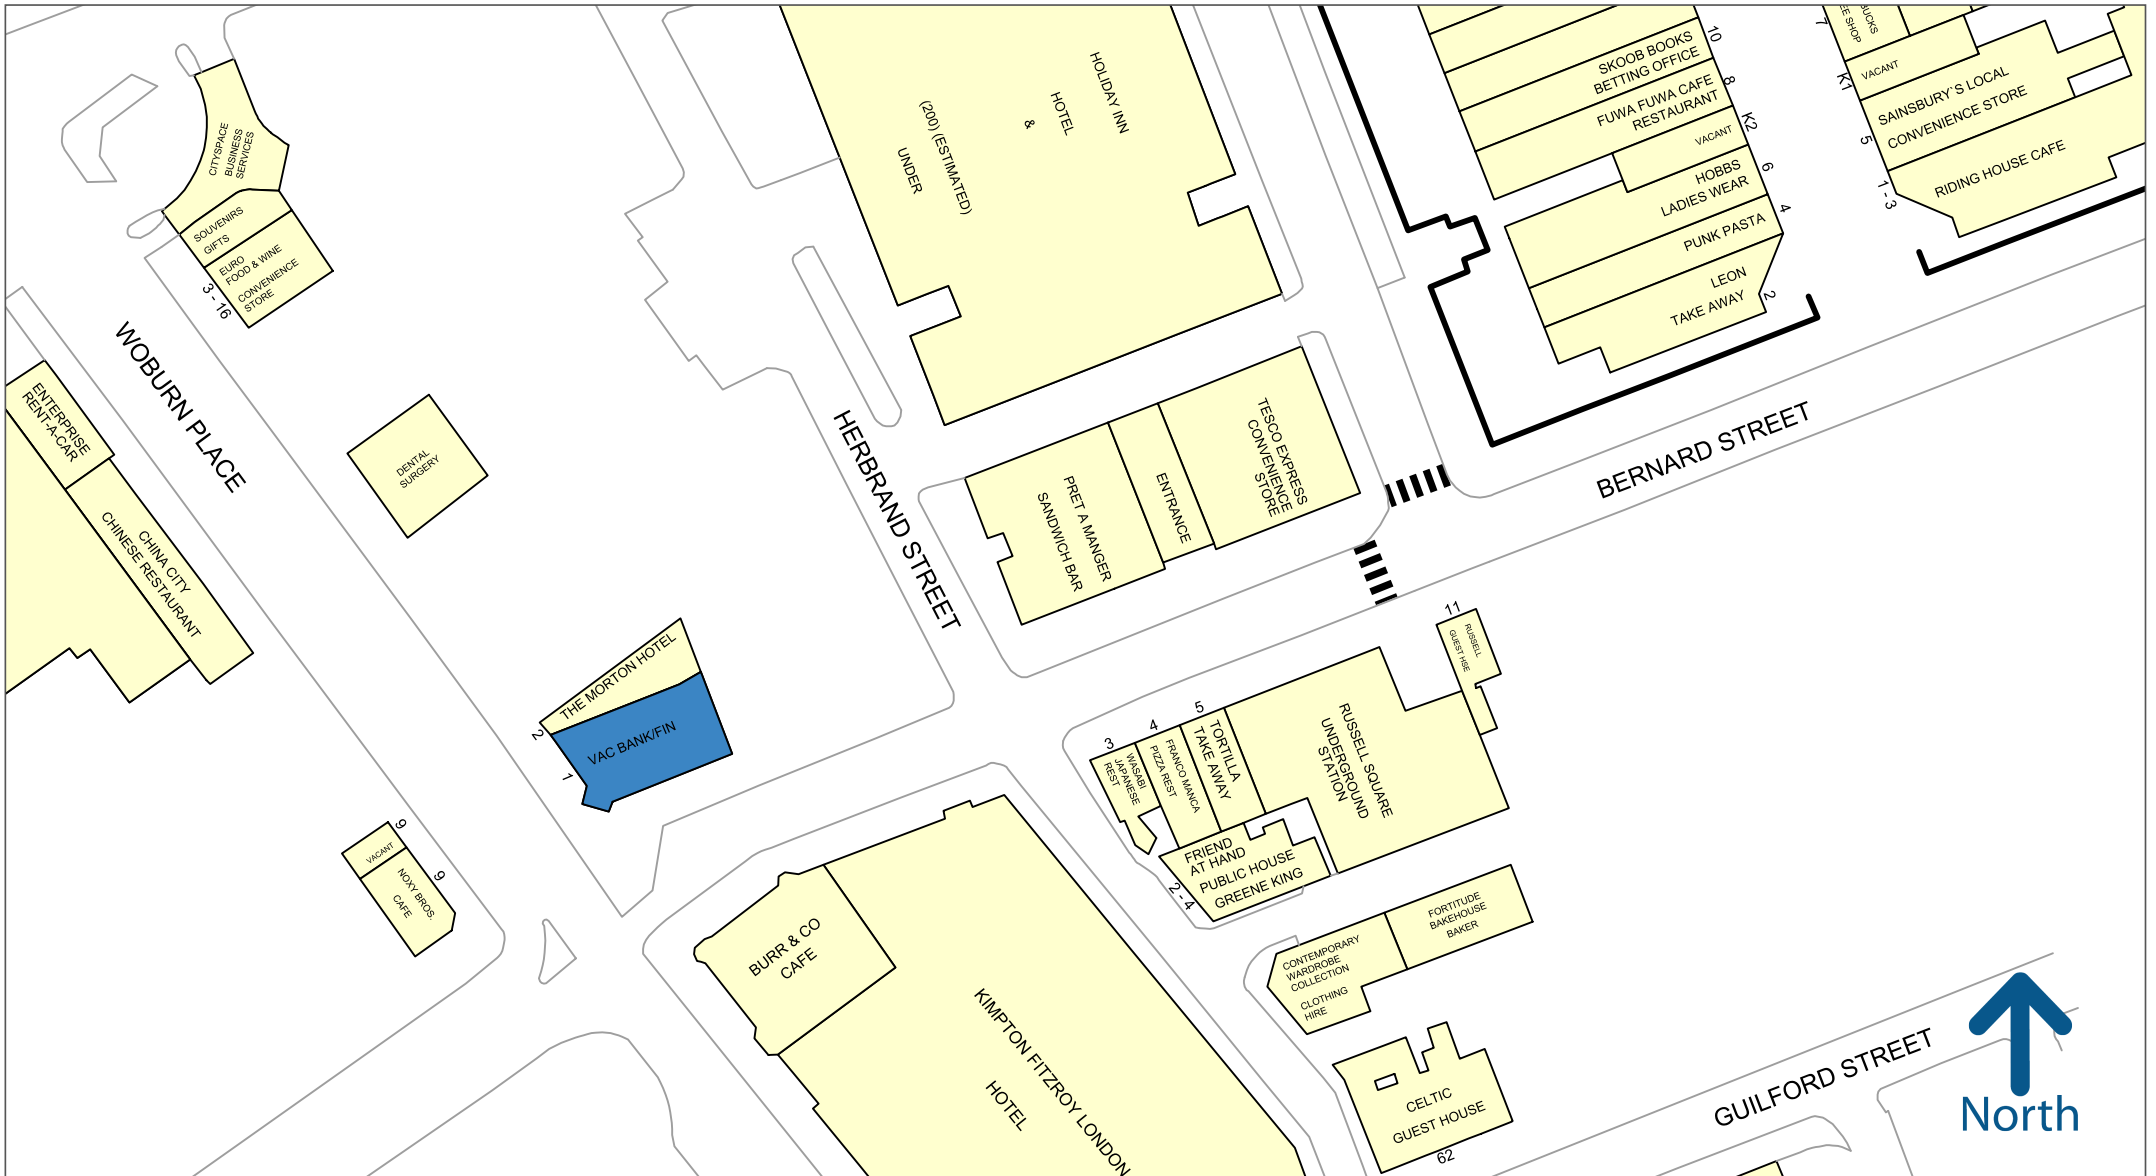 CITYSPACE
BUSINESS
SERVICES
SOUVENIRS
GIFTS
EURO
FOOD & WINE
CONVENIENCE
STORE
3 - 16
WOBURN PLACE
ENTERPRISE
RENT-A-CAR
CHINA CITY
CHINESE RESTAURANT
DENTAL
SURGERY
HOLIDAY INN
HOTEL
&
(200) (ESTIMATED)
UNDER
HERBRAND STREET
PRET A MANGER
SANDWICH BAR
ENTRANCE
TESCO EXPRESS
CONVENIENCE
STORE
10
SKOOB BOOKS
BETTING OFFICE
8
FUWA FUWA CAFE
RESTAURANT
K2
VACANT
6
HOBBS
LADIES WEAR
4
PUNK PASTA
LEON
TAKE AWAY
2
7
BUCKS
EE SHOP
K1
VACANT
5
SAINSBURY`S LOCAL
CONVENIENCE STORE
1 - 3
RIDING HOUSE CAFE
BERNARD STREET
THE MORTON HOTEL
2
VAC BANK/FIN
1
9
VACANT
9
NOXY BROS.
CAFE
11
RUSSELL
GUEST HSE
3
WASABI
JAPANESE
REST
4
FRANCO MANCA
PIZZA REST
5
TORTILLA
TAKE AWAY
RUSSELL SQUARE
UNDERGROUND
STATION
FRIEND
AT HAND
PUBLIC HOUSE
GREENE KING
2 - 4
BURR & CO
CAFE
KIMPTON FITZROY LONDON
HOTEL
CONTEMPORARY
WARDROBE
COLLECTION
CLOTHING
HIRE
FORTITUDE
BAKEHOUSE
BAKER
CELTIC
GUEST HOUSE
62
GUILFORD STREET
North